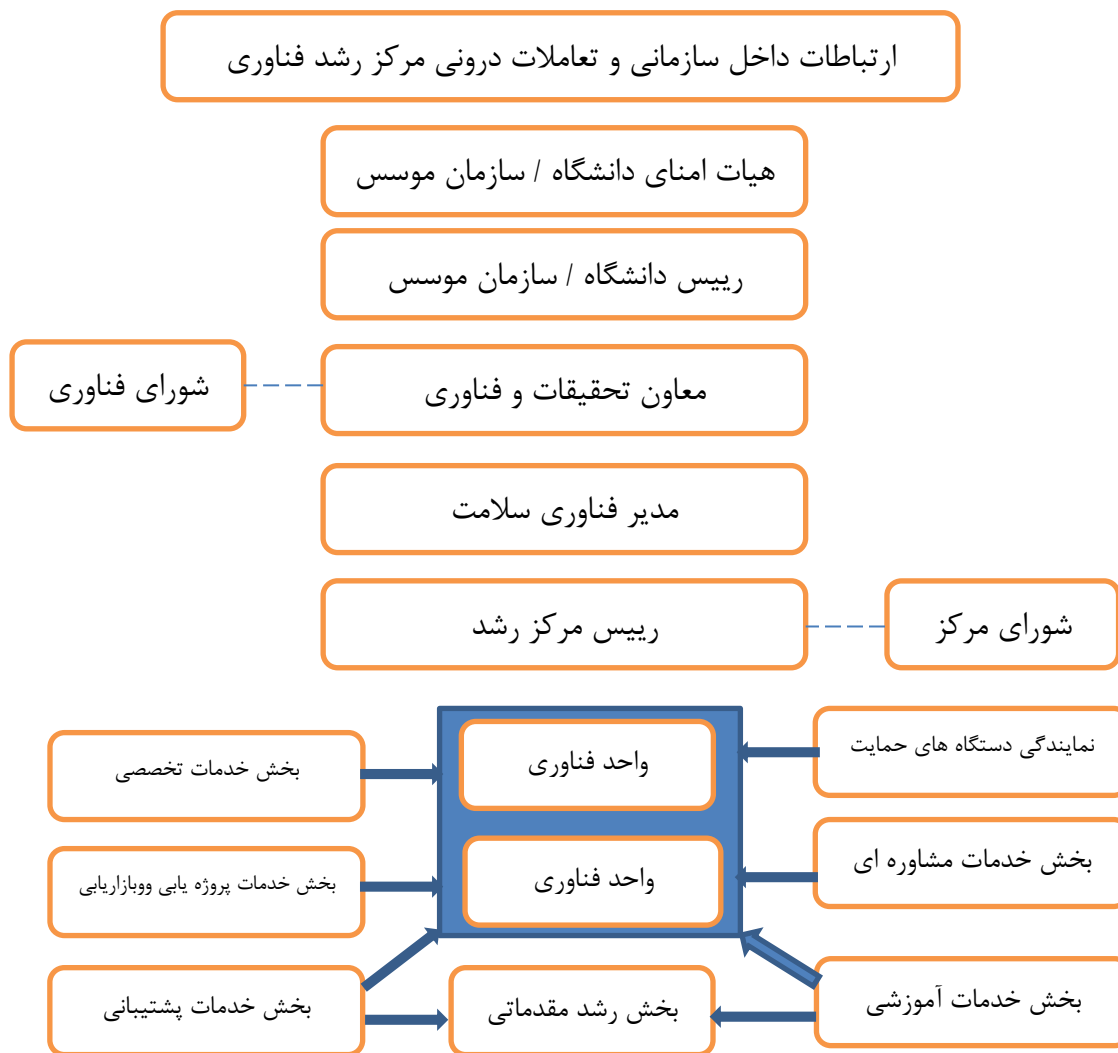 ارتباطات داخل سازمانی و تعاملات درونی مرکز رشد فناوری
هیات امنای دانشگاه / سازمان موسس
رییس دانشگاه / سازمان موسس
معاون تحقیقات و فناوری
شورای فناوری
مدیر فناوری سلامت
شورای مرکز
رییس مرکز رشد
نمایندگی دستگاه های حمایت
واحد فناوری
بخش خدمات تخصصی
بخش خدمات مشاوره ای
واحد فناوری
بخش خدمات پروژه یابی ووبازاریابی
بخش خدمات آموزشی
بخش رشد مقدماتی
بخش خدمات پشتیبانی